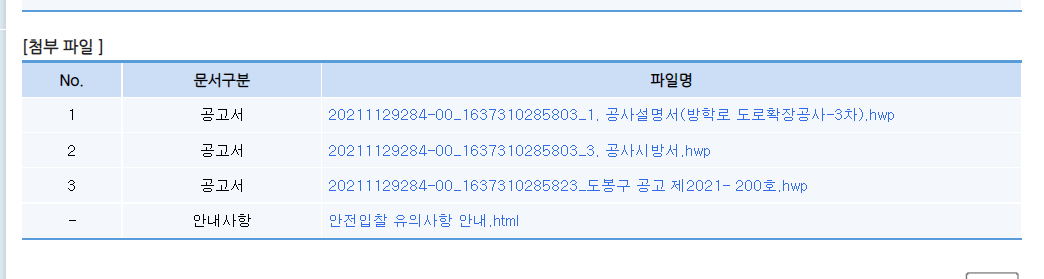 [첨부 파일 ]
No. 문서구분 파일명
1 공고서 20211129284-00_1637310285803_1. 공사설명서(방학로 도로확장공사-3차).hwp
2 공고서 20211129284-00_1637310285803_3. 공사시방서.hwp
3 공고서 20211129284-00_1637310285823_도봉구 공고 제2021- 200호.hwp
- 안내사항 안전입찰 유의사항 안내.html